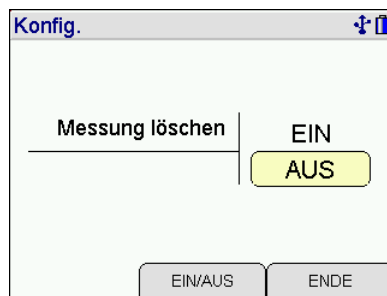 Konfig.
Messung löschen
EIN
AUS
EIN/AUS
ENDE